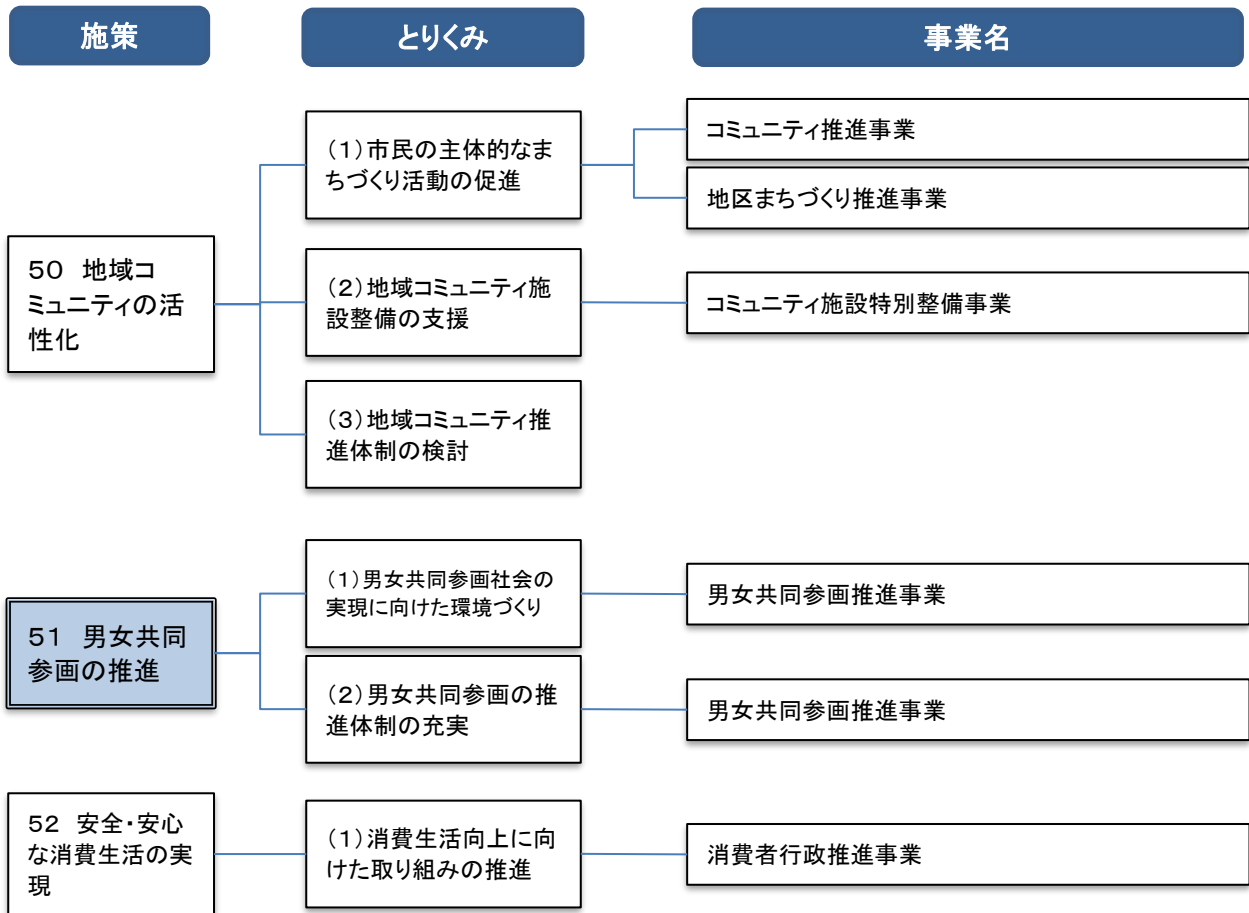 施策
とりくみ
事業名
50 地域コ
ミュニティの活
性化
(1)市民の主体的なま
ちづくり活動の促進
コミュニティ推進事業
地区まちづくり推進事業
(2)地域コミュニティ施
設整備の支援
コミュニティ施設特別整備事業
(3)地域コミュニティ推
進体制の検討
51 男女共同
参画の推進
(1)男女共同参画社会の
実現に向けた環境づくり
男女共同参画推進事業
(2)男女共同参画の推
進体制の充実
男女共同参画推進事業
52 安全・安心
な消費生活の実
現
(1)消費生活向上に向
けた取り組みの推進
消費者行政推進事業